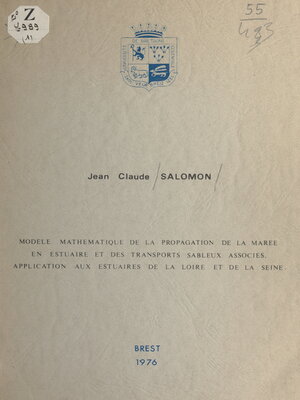 Z
55
Jean Claude / SALOMON /
MODELE MATHEMATIQUE DE LA PROPAGATION DE LA MAREE
EN ESTUAIRE ET DES TRANSPORTS SABLEUX ASSOCIES.
APPLICATION AUX ESTUAIRES DE LA LOIRE ET DE LA SEINE.
BREST
1976